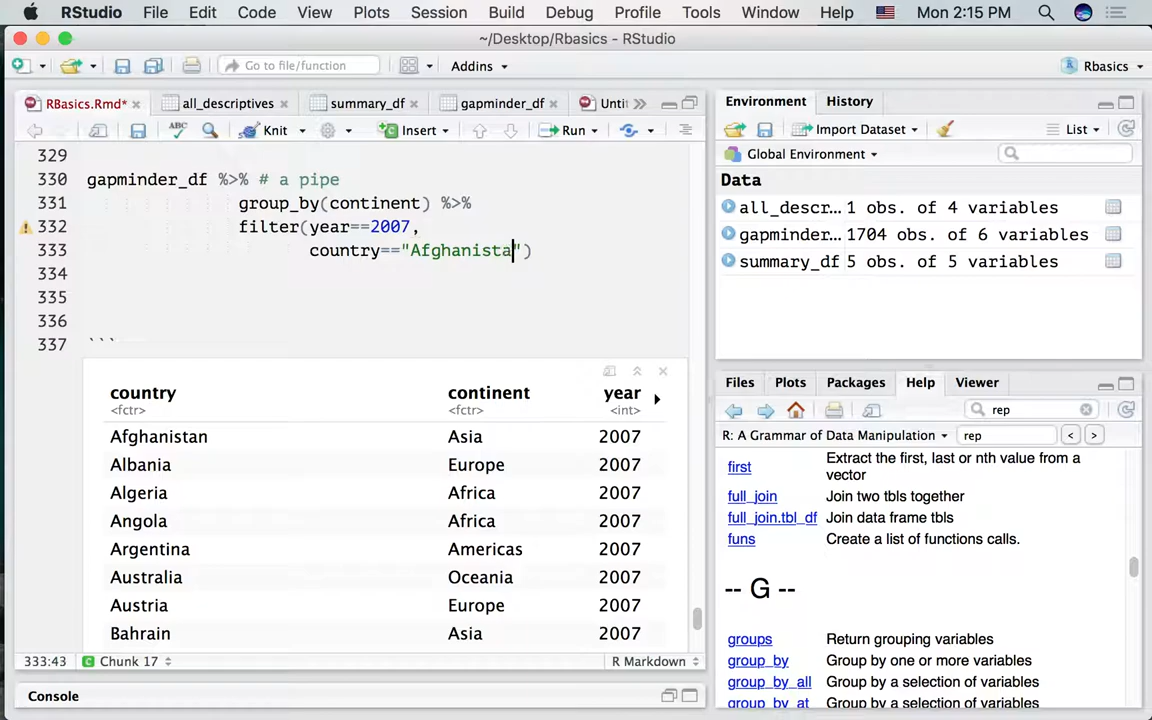 RStudio File Edit Code View Plots Session Build Debug Profile Tools Window Help Mon 2:15 PM
~/Desktop/Rbasics - RStudio
Go to file/function Addins Rbasics
RBasics.Rmd* all_descriptives summary_df gapminder_df Unti
Knit Insert Run
329
330 gapminder_df %>% # a pipe
331 group_by(continent) %>%
332 filter(year==2007,
333 country=="Afghanista")
334
335
336
337 ```
country continent year
<fctr> <fctr> <int>
Afghanistan Asia 2007
Albania Europe 2007
Algeria Africa 2007
Angola Africa 2007
Argentina Americas 2007
Australia Oceania 2007
Austria Europe 2007
Bahrain Asia 2007
333:43 C Chunk 17 R Markdown
Console
Environment History
Import Dataset List
Global Environment
Data
all_descr... 1 obs. of 4 variables
gapminder... 1704 obs. of 6 variables
summary_df 5 obs. of 5 variables
Files Plots Packages Help Viewer
rep
R: A Grammar of Data Manipulation rep < >
first Extract the first, last or nth value from a
vector
full_join Join two tbls together
full_join.tbl_df Join data frame tbls
funs Create a list of functions calls.
-- G --
groups Return grouping variables
group_by Group by one or more variables
group_by_all Group by a selection of variables
group_by_at Group by a selection of variables